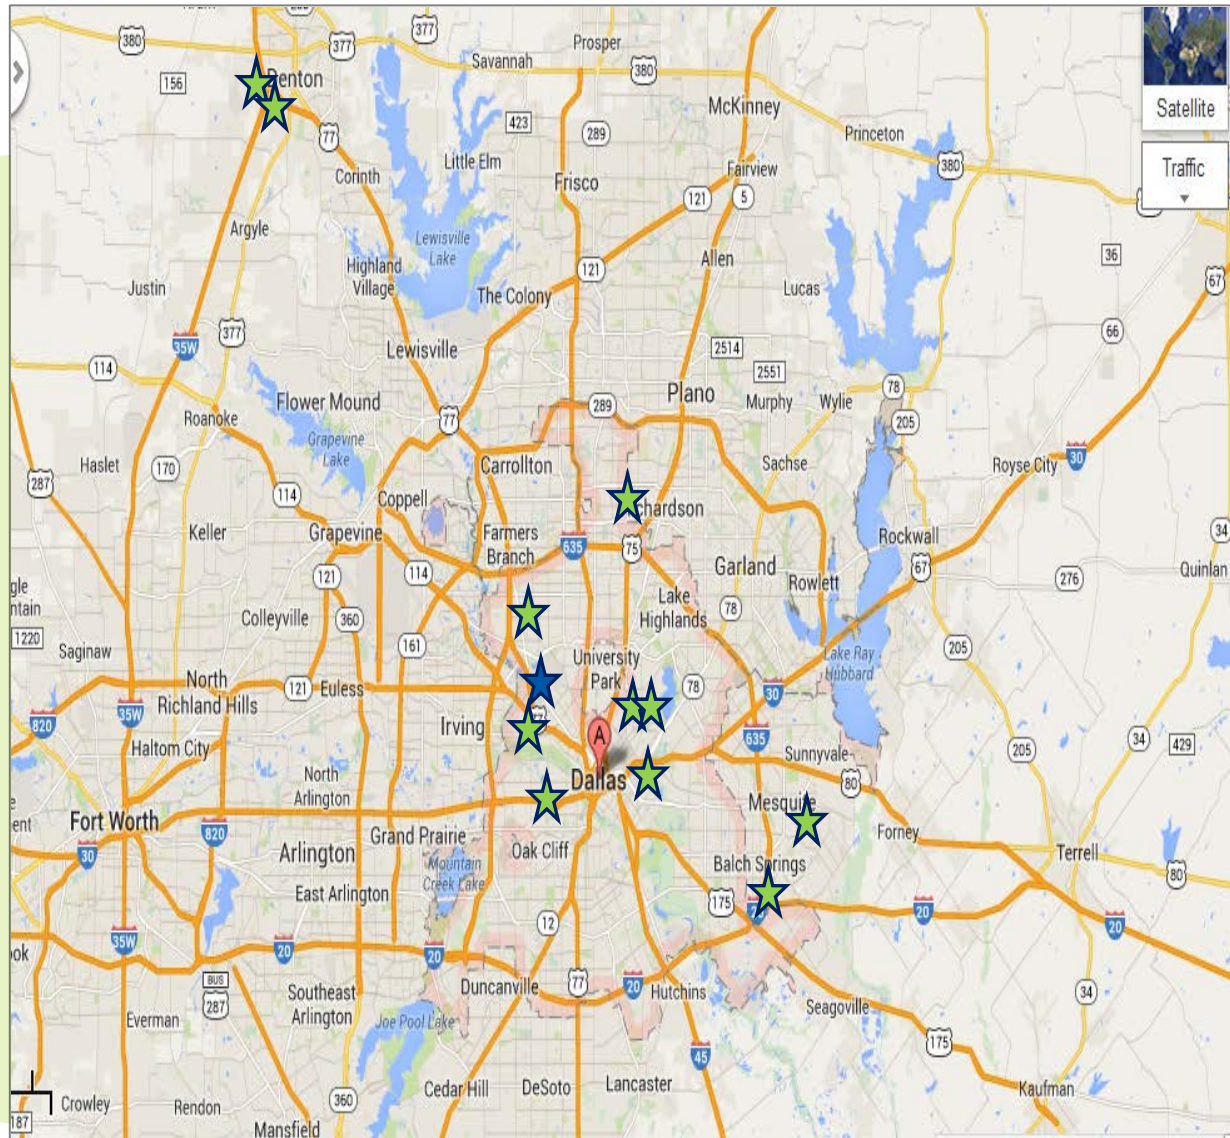 377
380
377
Prosper
Savannah
380
156
Denton
McKinney
423
289
Princeton
77
Little Elm
Fairview
380
Corinth
Frisco
121
5
Argyle
Lewisville
Lake
Allen
36
Highland
Village
121
Justin
The Colony
Lucas
67
377
66
35W
Lewisville
2514
114
2551
Flower Mound
Plano
78
Murphy
Wylie
289
Roanoke
77
205
Grapevine
Lake
Haslet
170
Carrollton
Sachse
Royse City
30
287
114
Coppell
chardson
Keller
Grapevine
Farmers
Branch
635
75
Rockwall
34
Garland
67
Quinlan
121
114
Rowlett
276
gle
ntain
Lake
Highlands
78
Colleyville
360
1220
161
205
Saginaw
University
Park
Lake Ray
Hubbard
North
Richland Hills
121
Euless
78
30
820
35W
Irving
A
635
Haltom City
Sunnyvale
205
34
429
North
Arlington
Dallas
80
Mesquite
Fort Worth
820
Grand Prairie
Forney
30
Arlington
Oak Cliff
Terrell
Mountain
Creek Lake
Balch Springs
80
East Arlington
175
20
20
12
20
35W
20
20
ok
BUS
287
Southeast
Arlington
Duncanville
77
20
Hutchins
34
Everman
Joe Pool Lake
Seagoville
175
45
Crowley
Rendon
360
Cedar Hill
DeSoto
Lancaster
Kaufman
187
Mansfield
Satellite
Traffic